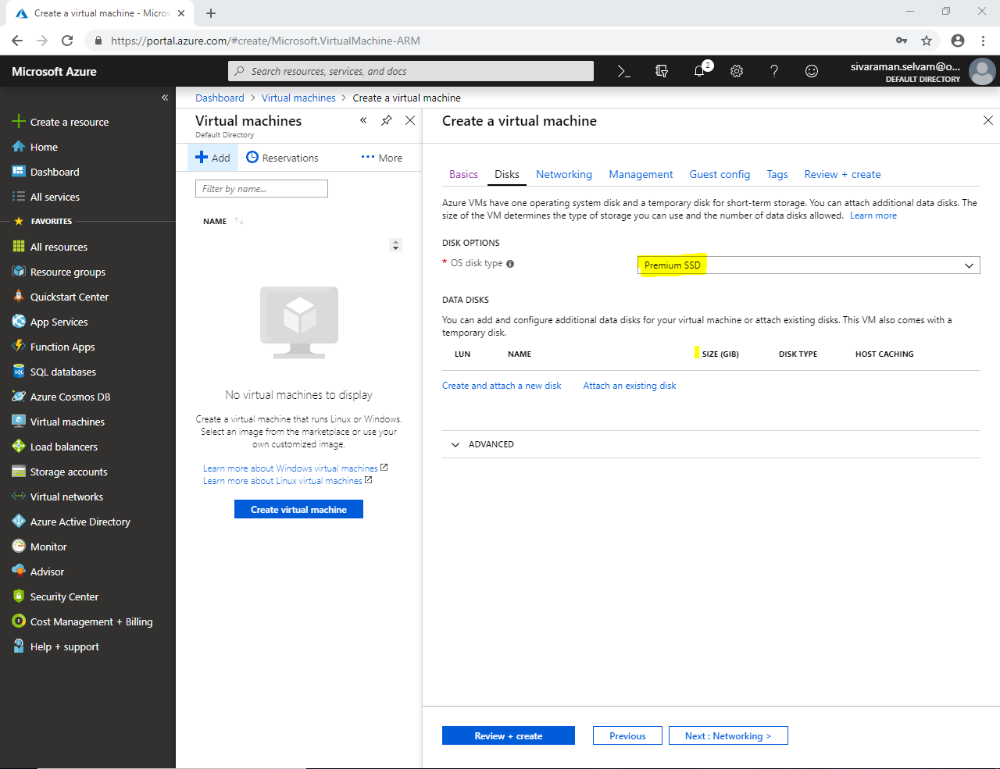 Create a virtual machine - Micros
https://portal.azure.com/#create/Microsoft.VirtualMachine-ARM
Microsoft Azure
Search resources, services, and docs
2
sivaraman.selvam@o...
DEFAULT DIRECTORY
Create a resource
Home
Dashboard
All services
FAVORITES
All resources
Resource groups
Quickstart Center
App Services
Function Apps
SQL databases
Azure Cosmos DB
Virtual machines
Load balancers
Storage accounts
Virtual networks
Azure Active Directory
Monitor
Advisor
Security Center
Cost Management + Billing
Help + support
Dashboard > Virtual machines > Create a virtual machine
Virtual machines
Default Directory
Add
Reservations
More
Filter by name...
NAME
No virtual machines to display
Create a virtual machine that runs Linux or Windows.
Select an image from the marketplace or use your
own customized image.
Learn more about Windows virtual machines
Learn more about Linux virtual machines
Create virtual machine
Create a virtual machine
Basics Disks Networking Management Guest config Tags Review + create
Azure VMs have one operating system disk and a temporary disk for short-term storage. You can attach additional data disks. The
size of the VM determines the type of storage you can use and the number of data disks allowed. Learn more
DISK OPTIONS
* OS disk type
Premium SSD
DATA DISKS
You can add and configure additional data disks for your virtual machine or attach existing disks. This VM also comes with a
temporary disk.
LUN NAME SIZE (GIB) DISK TYPE HOST CACHING
Create and attach a new disk Attach an existing disk
ADVANCED
Review + create Previous Next : Networking >